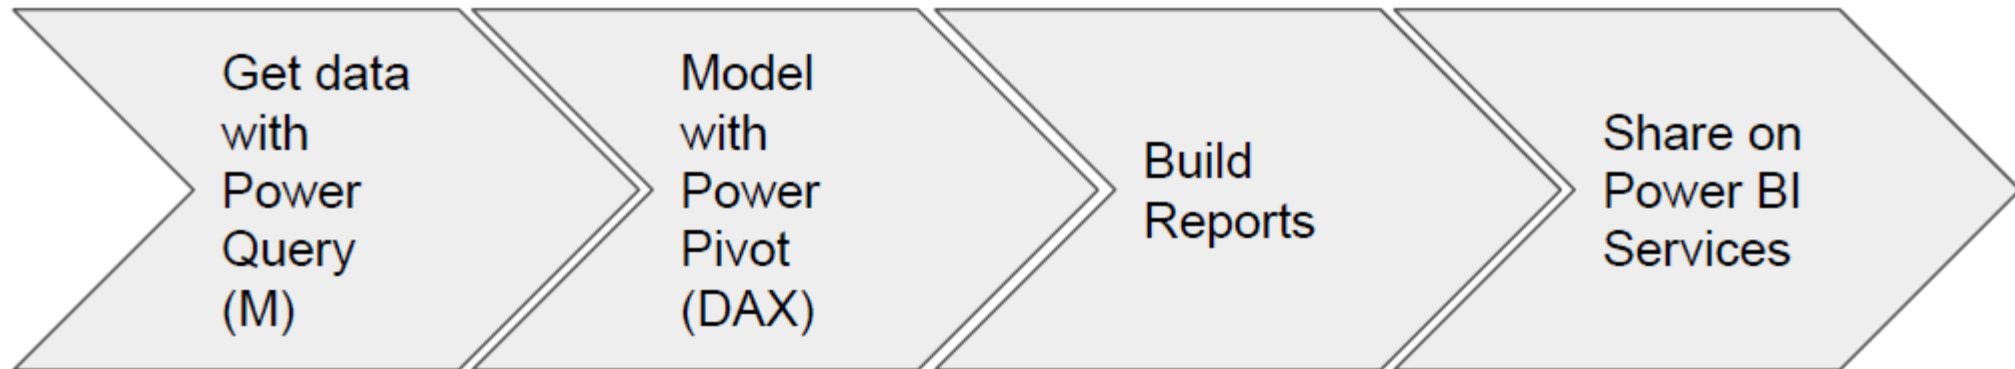 Get data
with
Power
Query
(M)
Model
with
Power
Pivot
(DAX)
Build
Reports
Share on
Power BI
Services